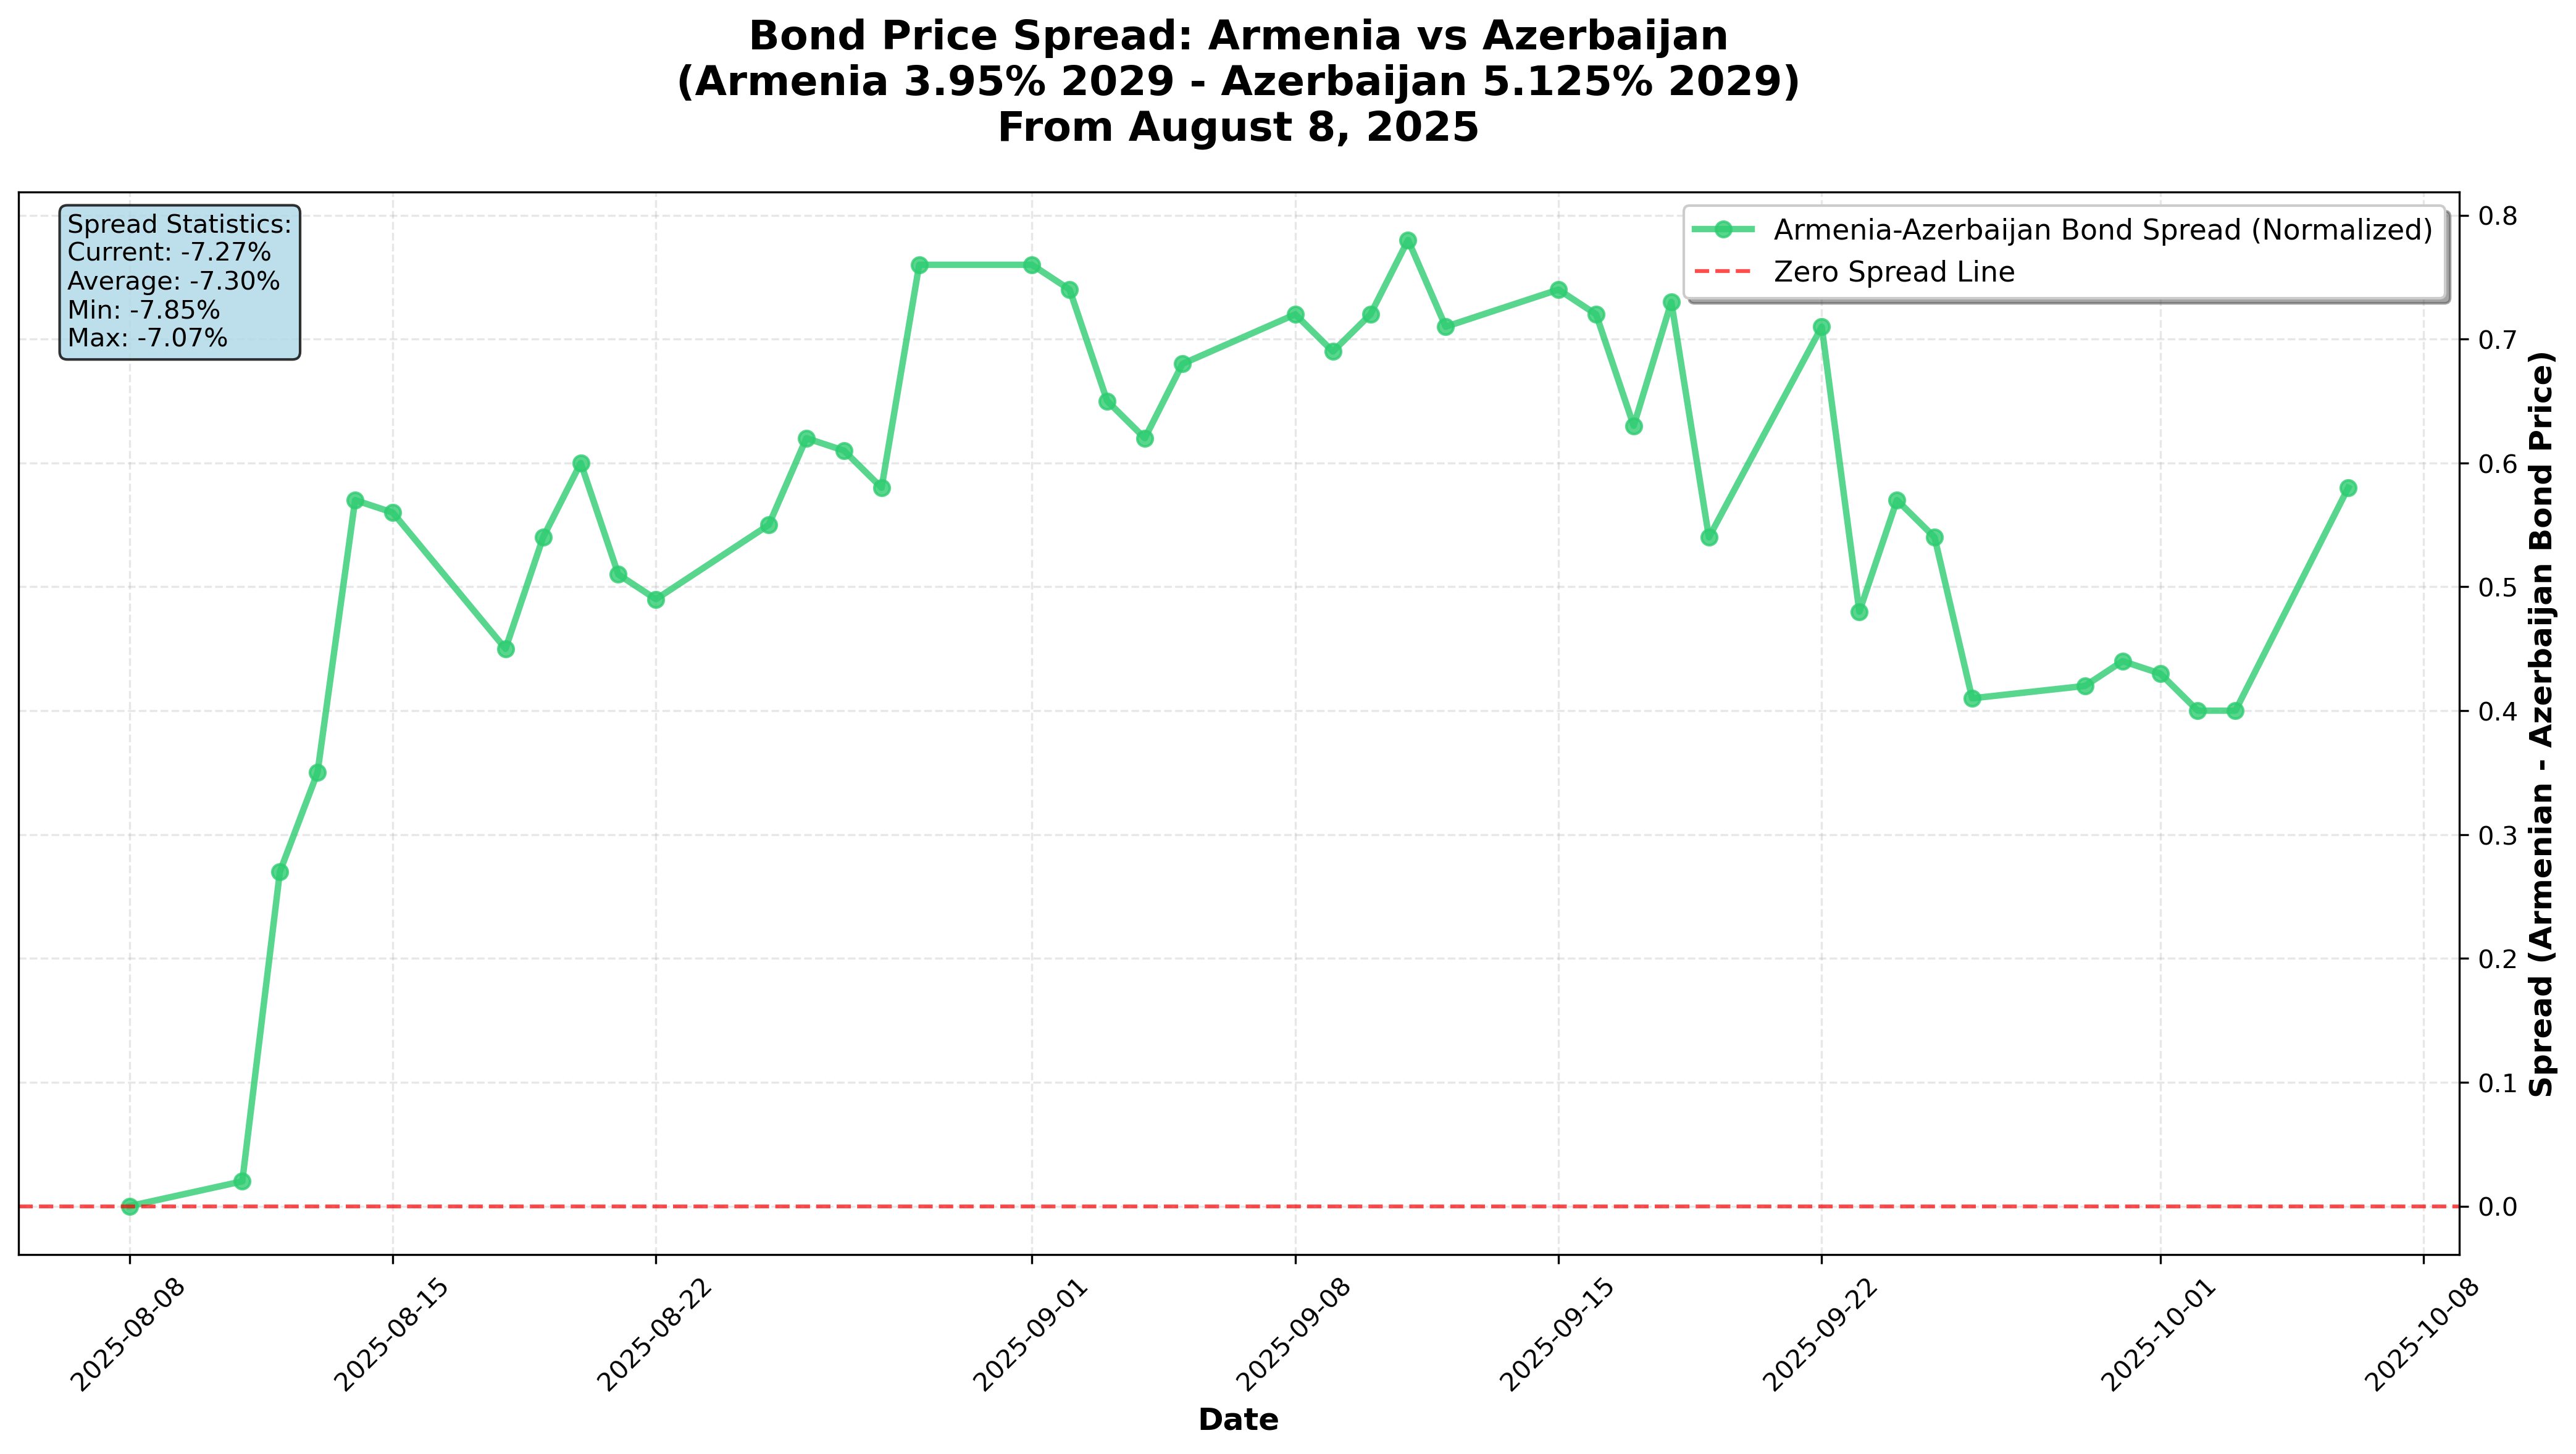 Bond Price Spread: Armenia vs Azerbaijan
(Armenia 3.95% 2029 - Azerbaijan 5.125% 2029)
From August 8, 2025
Spread Statistics:
Current: -7.27%
Average: -7.30%
Min: -7.85%
Max: -7.07%
Armenia-Azerbaijan Bond Spread (Normalized)
Zero Spread Line
0.8
0.7
0.6
0.5
0.4
0.3
0.2
0.1
0.0
Spread (Armenian - Azerbaijan Bond Price)
2025-08-08
2025-08-15
2025-08-22
2025-09-01
2025-09-08
2025-09-15
2025-09-22
2025-10-01
2025-10-08
Date